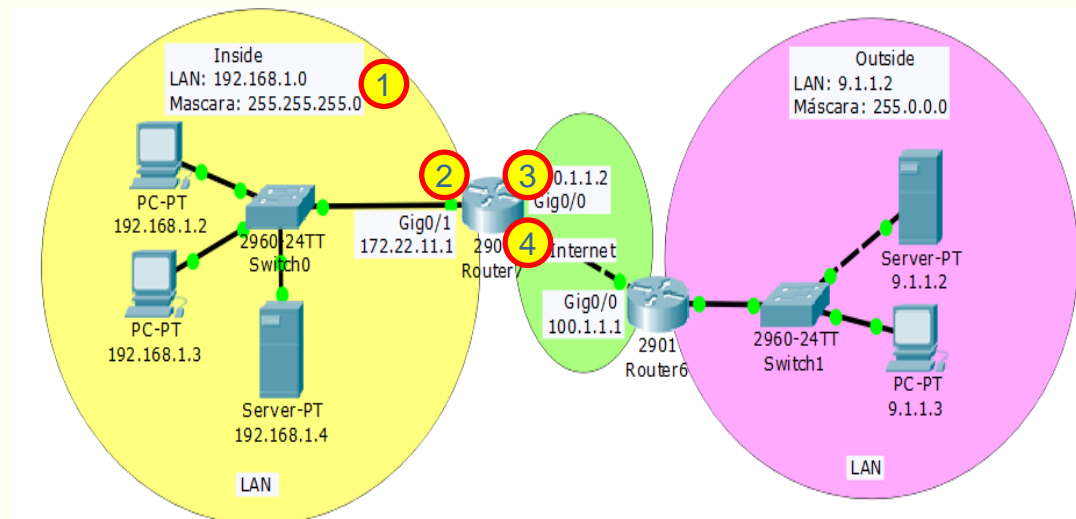 Inside
LAN: 192.168.1.0
Mascara: 255.255.255.0
1
PC-PT
192.168.1.2
PC-PT
192.168.1.3
2960-24TT
Switch0
Server-PT
192.168.1.4
LAN
2
Gig0/1
172.22.11.1
3
0.1.1.2
Gig0/0
4
Internet
Gig0/0
100.1.1.1
2901
Router6
Outside
LAN: 9.1.1.2
Máscara: 255.0.0.0
Server-PT
9.1.1.2
2960-24TT
Switch1
PC-PT
9.1.1.3
LAN